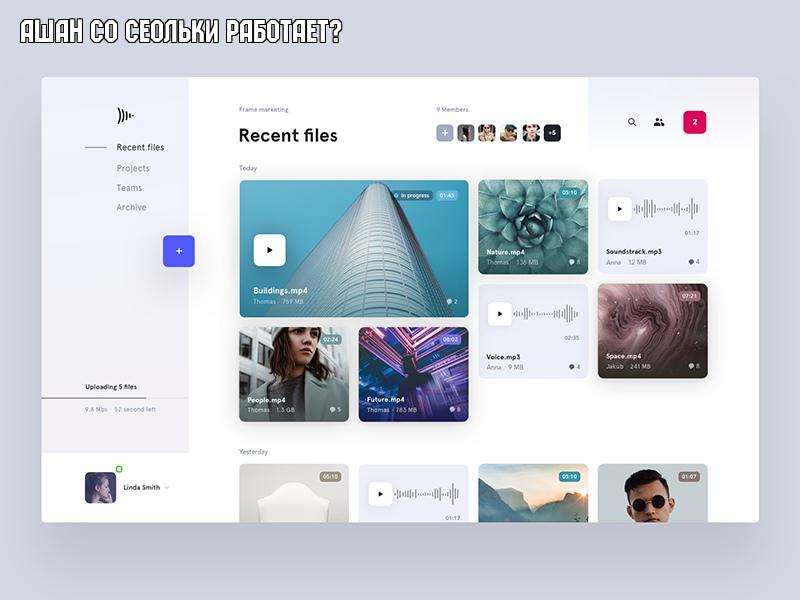 АШАН СО СЕОЛЬКИ РАБОТАЕТ?
Frame marketing
9 Members
Recent files
+5
2
Recent files
Projects
Teams
Archive
Today
in progress
01:45
Buildings.mp4
Thomas · 759 MB
2
05:10
Nature.mp4
Thomas · 136 MB
8
01:17
Soundstrack.mp3
Anna · 12 MB
4
02:24
People.mp4
Thomas · 1.3 GB
5
08:02
Future.mp4
Thomas · 783 MB
8
02:35
Voice.mp3
Anna · 9 MB
4
07:21
Space.mp4
Jakub · 241 MB
8
Uploading 5 files
9.8 Mbs · 52 second left
Linda Smith
Yesterday
05:10
01:17
05:10
01:07